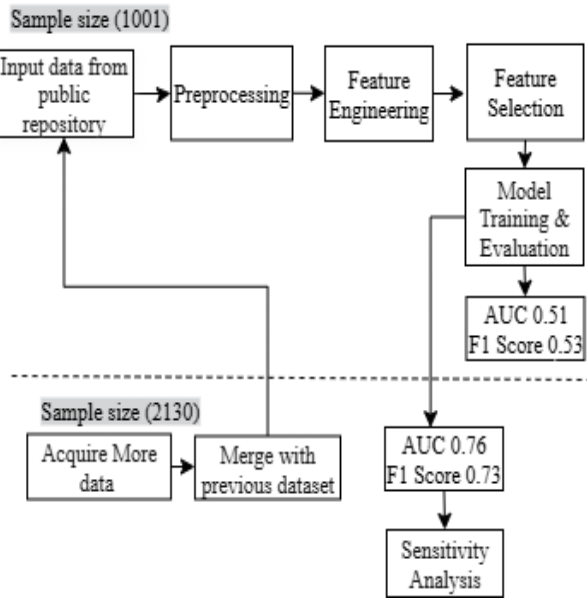 Sample size (1001)
Input data from
public
repository
Preprocessing
Feature
Engineering
Feature
Selection
Model
Training &
Evaluation
AUC 0.51
F1 Score 0.53
Sample size (2130)
Acquire More
data
Merge with
previous dataset
AUC 0.76
F1 Score 0.73
Sensitivity
Analysis